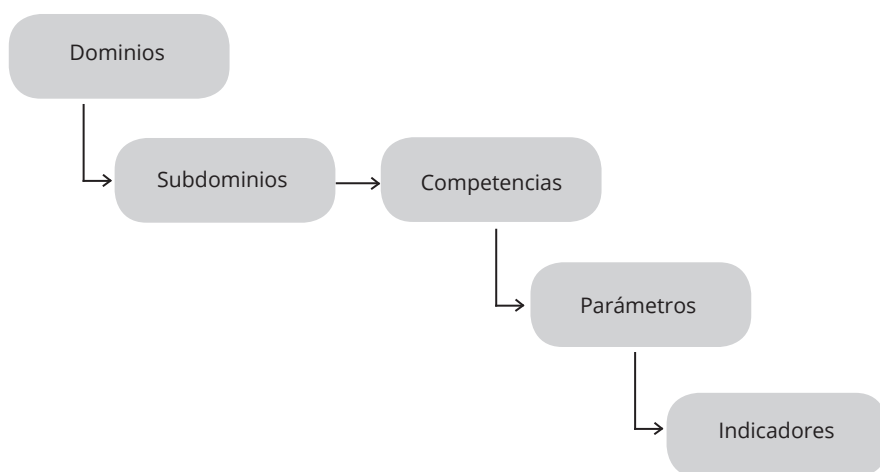 Dominios
Subdominios
Competencias
Parámetros
Indicadores